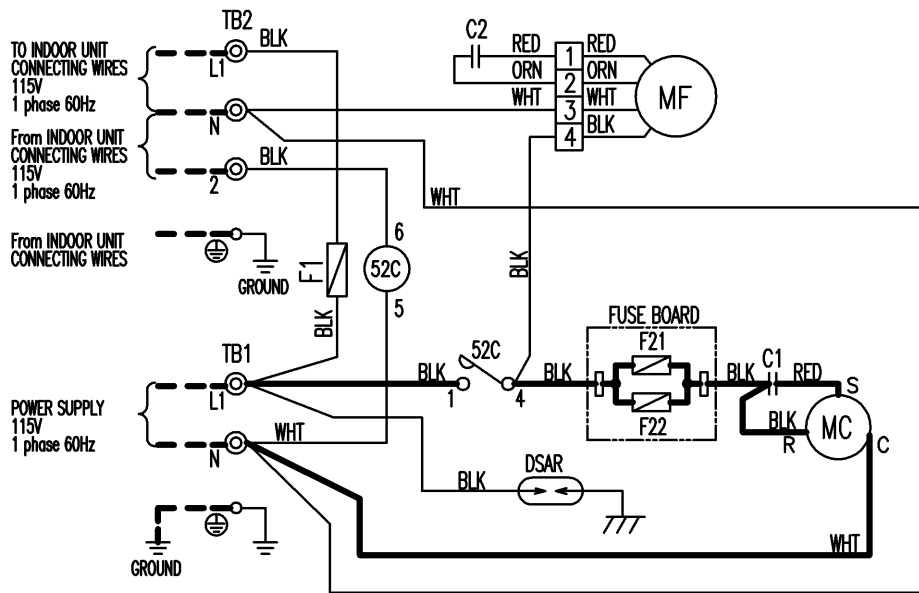 TB2
BLK
TO INDOOR UNIT
CONNECTING WIRES
115V
1 phase 60Hz
L1
N
From INDOOR UNIT
CONNECTING WIRES
115V
1 phase 60Hz
BLK
2
From INDOOR UNIT
CONNECTING WIRES
GROUND
F1
BLK
6
52C
5
C2
RED 1 RED
ORN 2 ORN
WHT 3 WHT
4 BLK
MF
WHT
BLK
TB1
L1
POWER SUPPLY
115V
1 phase 60Hz
N
WHT
GROUND
BLK
1
52C
4
BLK
FUSE BOARD
F21
F22
BLK
C1
RED
S
BLK
R
MC
C
BLK
DSAR
WHT